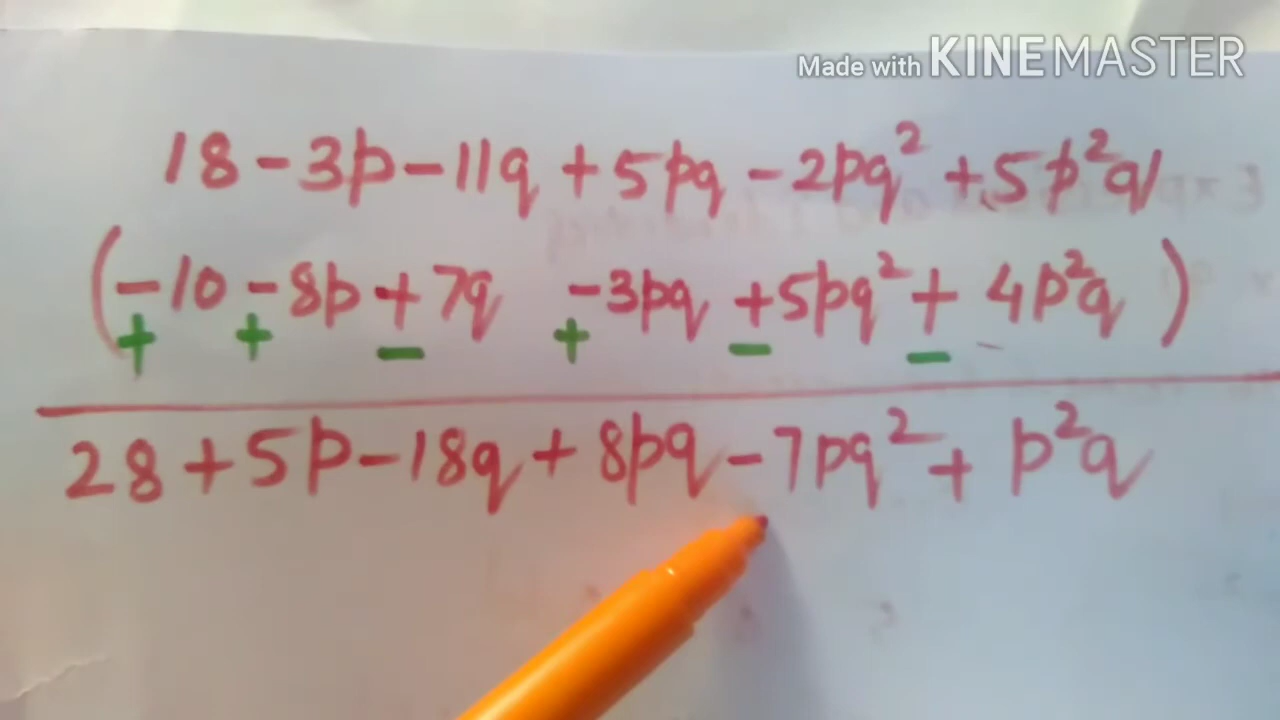 Made with KINEMASTER
18 - 3p - 11q + 5pq - 2pq² + 5p²q
(-10 - 8p + 7q - 3pq + 5pq² + 4p²q)
+ + - + - -
28 + 5p - 18q + 8pq - 7pq² + p²q